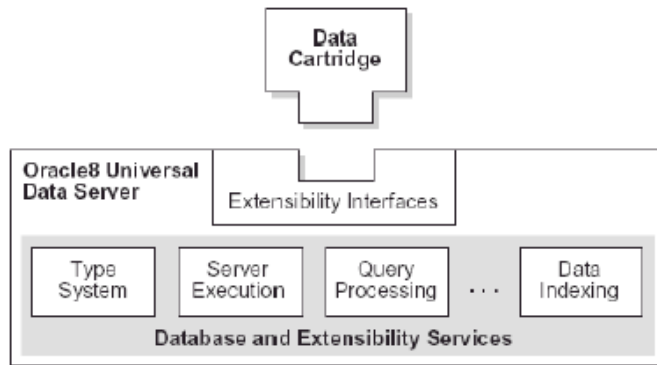 Data
Cartridge
Oracle8 Universal
Data Server
Extensibility Interfaces
Type
System
Server
Execution
Query
Processing
...
Data
Indexing
Database and Extensibility Services